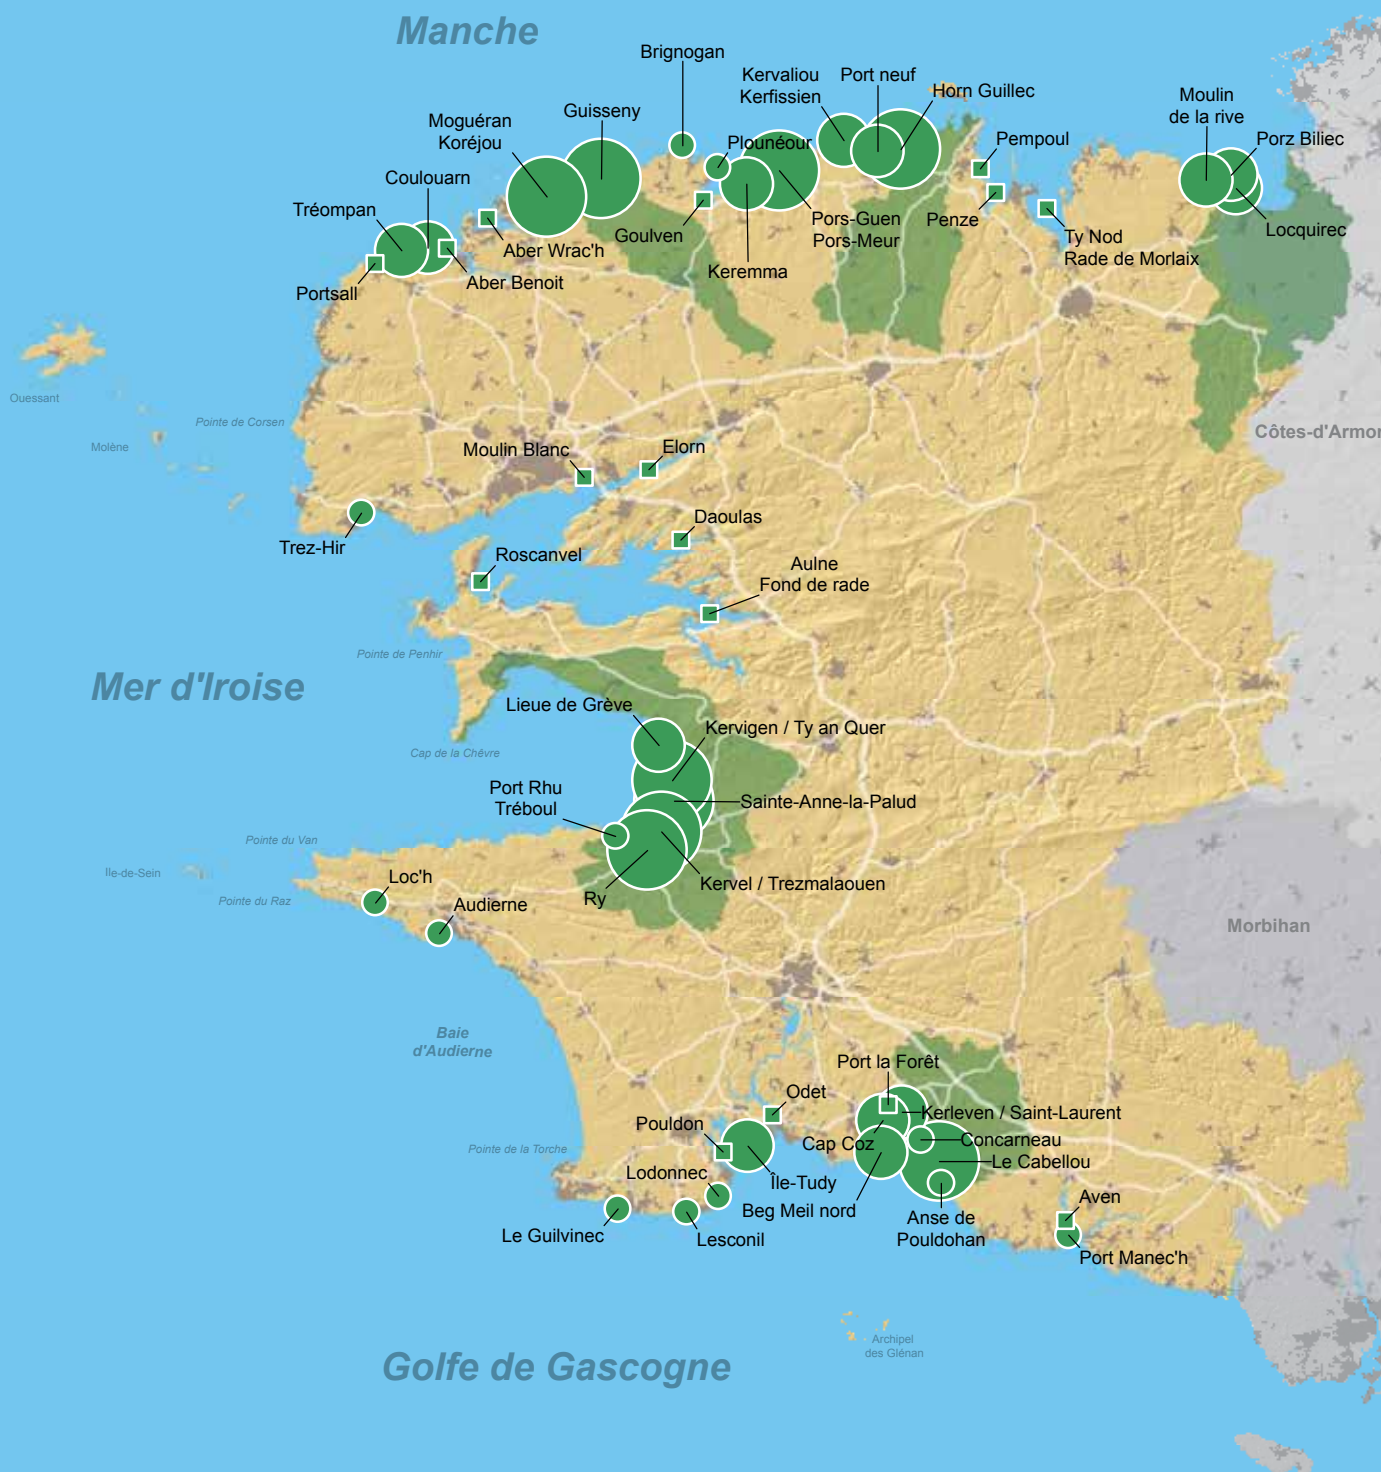 Manche
Brignogan
Kervaliou
Kerfissien
Port neuf
Horn Guillec
Moulin
de la rive
Porz Biliec
Guisseny
Moguéran
Koréjou
Plounéour
Pempoul
Coulouarn
Tréompan
Pors-Guen
Pors-Meur
Penze
Locquirec
Goulven
Ty Nod
Rade de Morlaix
Aber Wrac'h
Keremma
Aber Benoit
Portsall
Ouessant
Pointe de Corsen
Molène
Côtes-d'Armor
Moulin Blanc
Elorn
Daoulas
Trez-Hir
Roscanvel
Aulne
Fond de rade
Pointe de Penhir
Mer d'Iroise
Lieue de Grève
Kervigen / Ty an Quer
Cap de la Chévre
Port Rhu
Tréboul
Sainte-Anne-la-Palud
Pointe du Van
Ile-de-Sein
Loc'h
Kervel / Trezmalaouen
Pointe du Raz
Ry
Audierne
Morbihan
Baie
d'Audierne
Port la Forêt
Odet
Kerleven / Saint-Laurent
Pouldon
Cap Coz
Concarneau
Pointe de la Torche
Le Cabellou
Lodonnec
Île-Tudy
Aven
Beg Meil nord
Anse de
Pouldohan
Le Guilvinec
Lesconil
Port Manec'h
Archipel
des Glénan
Golfe de Gascogne